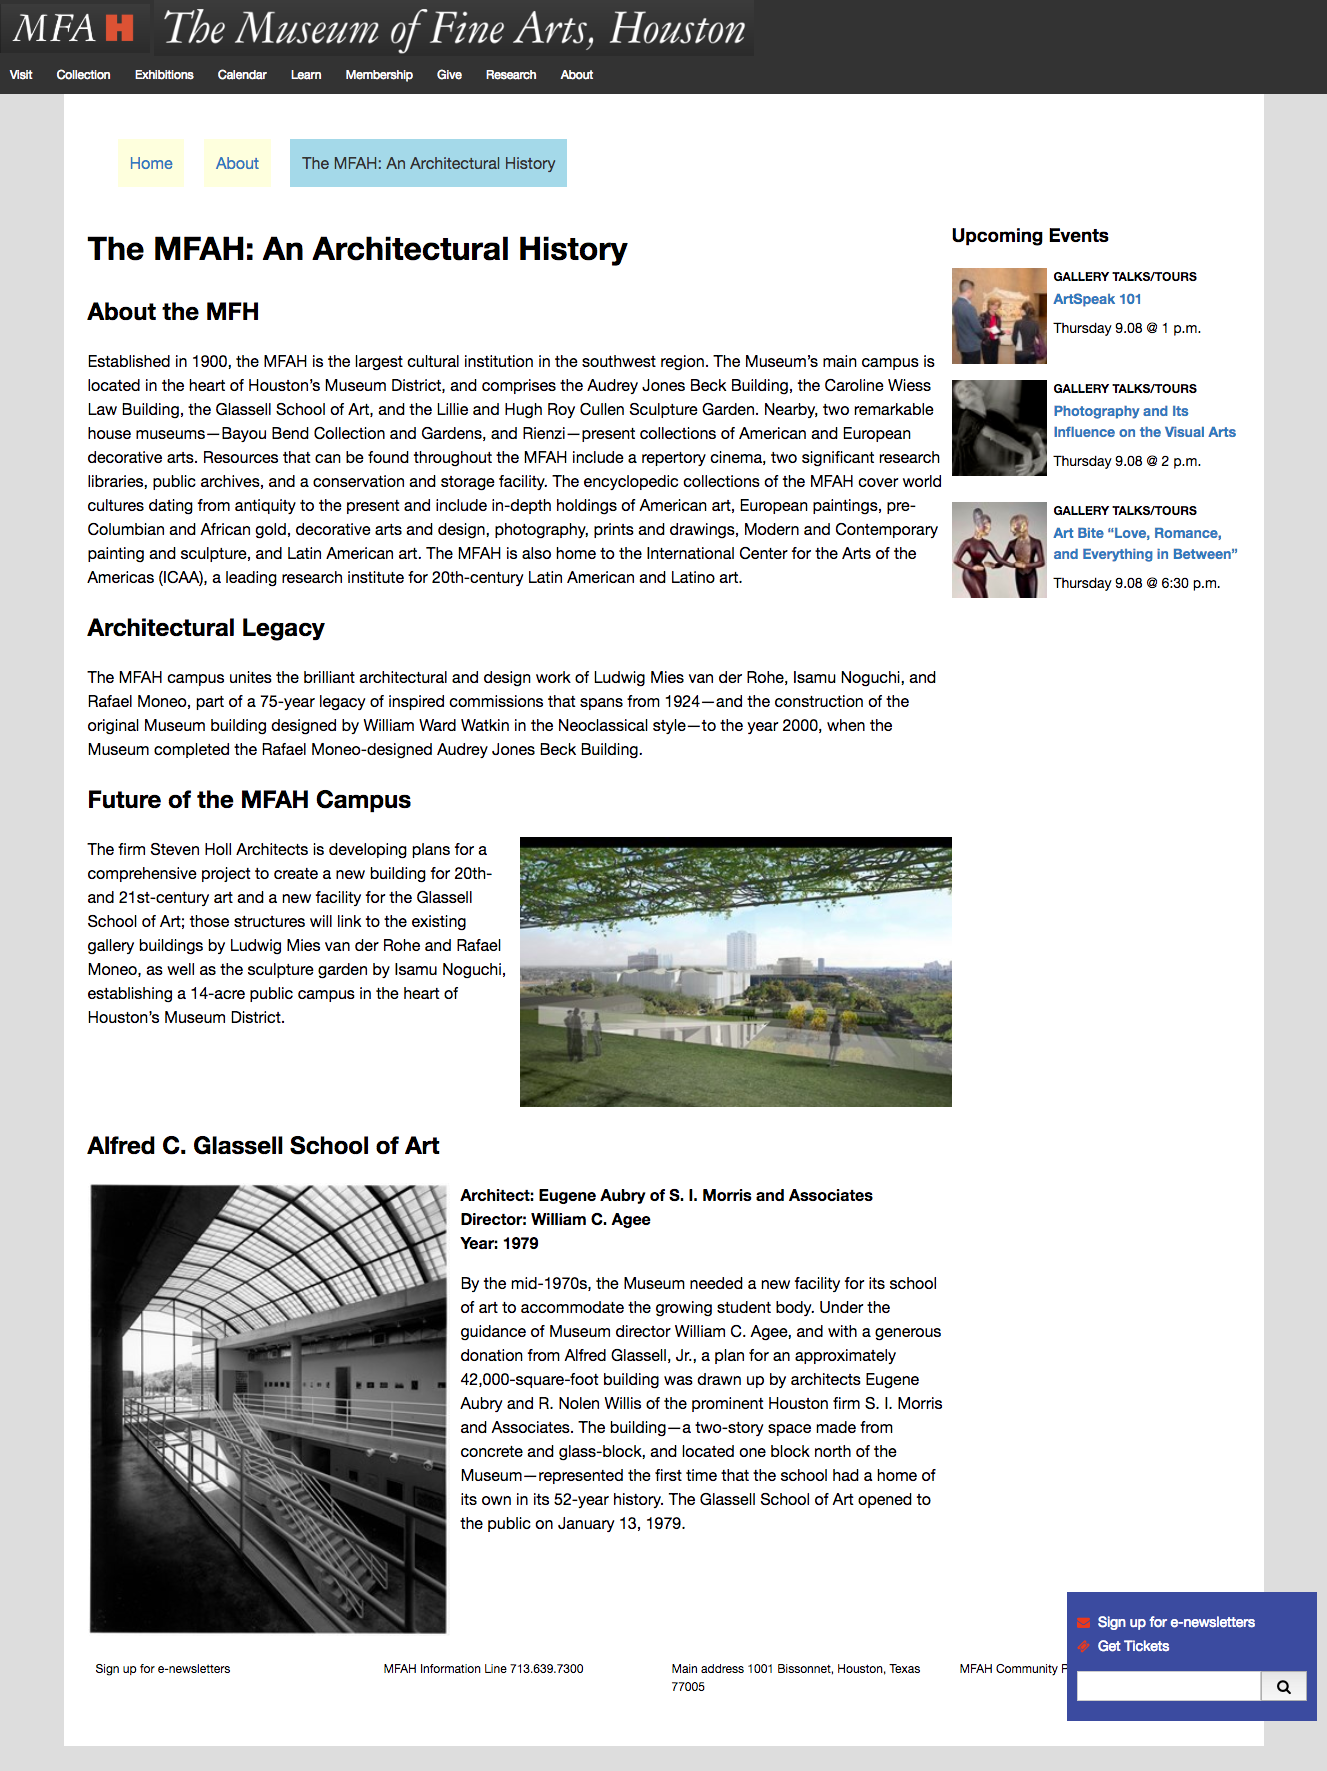 MFA H The Museum of Fine Arts, Houston
Visit Collection Exhibitions Calendar Learn Membership Give Research About
Home About The MFAH: An Architectural History
The MFAH: An Architectural History
About the MFH
Established in 1900, the MFAH is the largest cultural institution in the southwest region. The Museum’s main campus is
located in the heart of Houston’s Museum District, and comprises the Audrey Jones Beck Building, the Caroline Wiess
Law Building, the Glassell School of Art, and the Lillie and Hugh Roy Cullen Sculpture Garden. Nearby, two remarkable
house museums—Bayou Bend Collection and Gardens, and Rienzi—present collections of American and European
decorative arts. Resources that can be found throughout the MFAH include a repertory cinema, two significant research
libraries, public archives, and a conservation and storage facility. The encyclopedic collections of the MFAH cover world
cultures dating from antiquity to the present and include in-depth holdings of American art, European paintings, pre-
Columbian and African gold, decorative arts and design, photography, prints and drawings, Modern and Contemporary
painting and sculpture, and Latin American art. The MFAH is also home to the International Center for the Arts of the
Americas (ICAA), a leading research institute for 20th-century Latin American and Latino art.
Architectural Legacy
The MFAH campus unites the brilliant architectural and design work of Ludwig Mies van der Rohe, Isamu Noguchi, and
Rafael Moneo, part of a 75-year legacy of inspired commissions that spans from 1924—and the construction of the
original Museum building designed by William Ward Watkin in the Neoclassical style—to the year 2000, when the
Museum completed the Rafael Moneo-designed Audrey Jones Beck Building.
Future of the MFAH Campus
The firm Steven Holl Architects is developing plans for a
comprehensive project to create a new building for 20th-
and 21st-century art and a new facility for the Glassell
School of Art; those structures will link to the existing
gallery buildings by Ludwig Mies van der Rohe and Rafael
Moneo, as well as the sculpture garden by Isamu Noguchi,
establishing a 14-acre public campus in the heart of
Houston’s Museum District.
Alfred C. Glassell School of Art
Architect: Eugene Aubry of S. I. Morris and Associates
Director: William C. Agee
Year: 1979
By the mid-1970s, the Museum needed a new facility for its school
of art to accommodate the growing student body. Under the
guidance of Museum director William C. Agee, and with a generous
donation from Alfred Glassell, Jr., a plan for an approximately
42,000-square-foot building was drawn up by architects Eugene
Aubry and R. Nolen Willis of the prominent Houston firm S. I. Morris
and Associates. The building—a two-story space made from
concrete and glass-block, and located one block north of the
Museum—represented the first time that the school had a home of
its own in its 52-year history. The Glassell School of Art opened to
the public on January 13, 1979.
Upcoming Events
GALLERY TALKS/TOURS
ArtSpeak 101
Thursday 9.08 @ 1 p.m.
GALLERY TALKS/TOURS
Photography and Its
Influence on the Visual Arts
Thursday 9.08 @ 2 p.m.
GALLERY TALKS/TOURS
Art Bite “Love, Romance,
and Everything in Between”
Thursday 9.08 @ 6:30 p.m.
Sign up for e-newsletters
Get Tickets
Sign up for e-newsletters
MFAH Information Line 713.639.7300
Main address 1001 Bissonnet, Houston, Texas
77005
MFAH Community